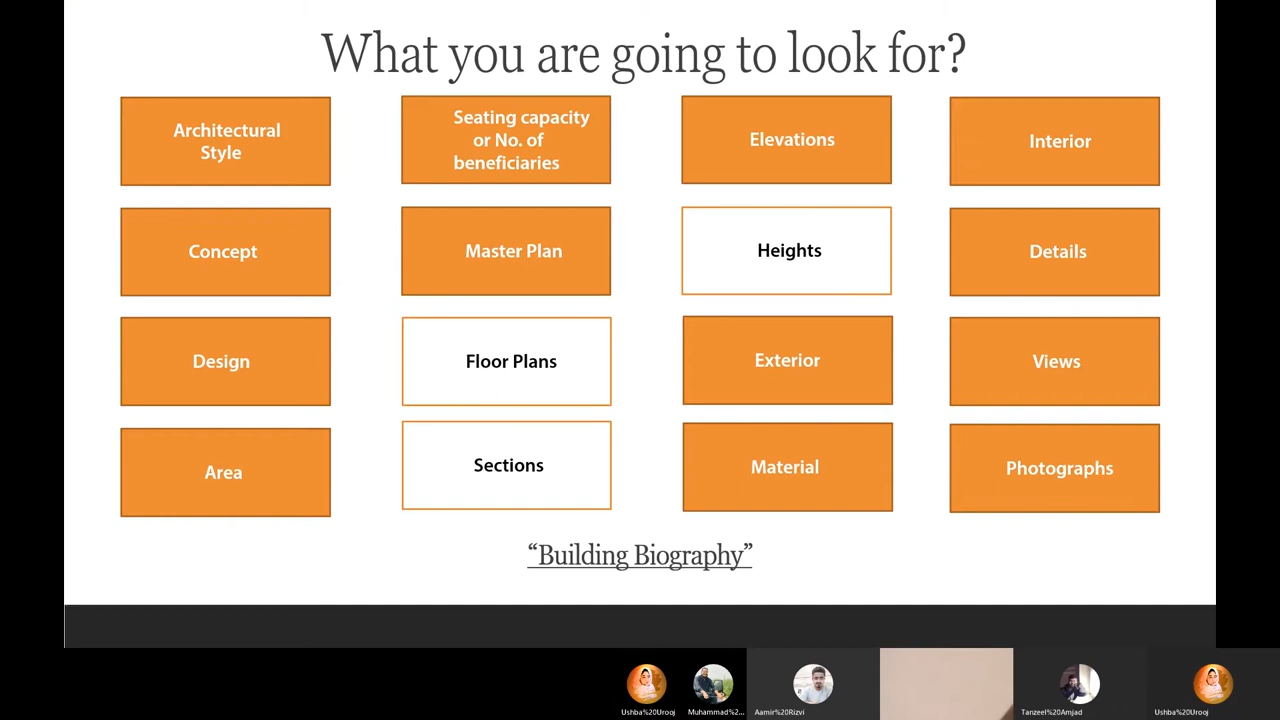 What you are going to look for?
Architectural
Style
Seating capacity
or No. of
beneficiaries
Elevations
Interior
Concept
Master Plan
Heights
Details
Design
Floor Plans
Exterior
Views
Area
Sections
Material
Photographs
“Building Biography”
Ushba%20Urooj
Muhammad%2...
Aamir%20Rizvi
Tanzeel%20Amjad
Ushba%20Urooj